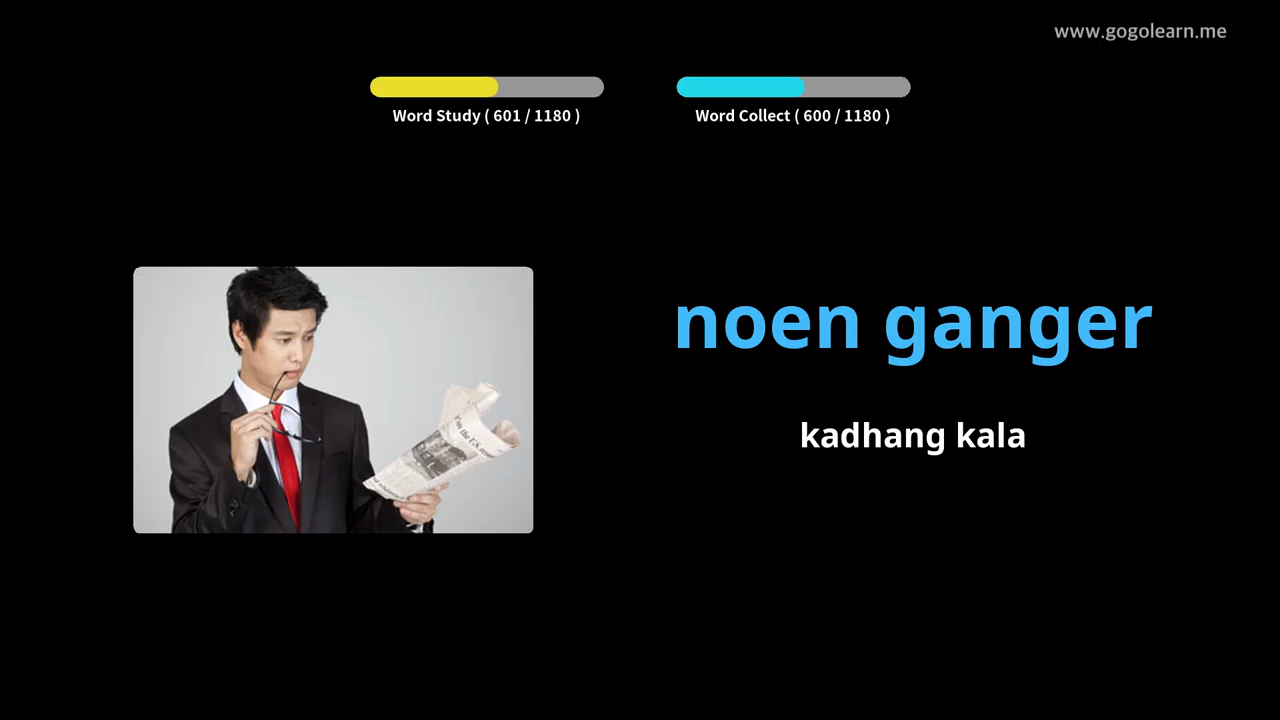 www.gogolearn.me
Word Study ( 601 / 1180 )
Word Collect ( 600 / 1180 )
noen ganger
kadhang kala